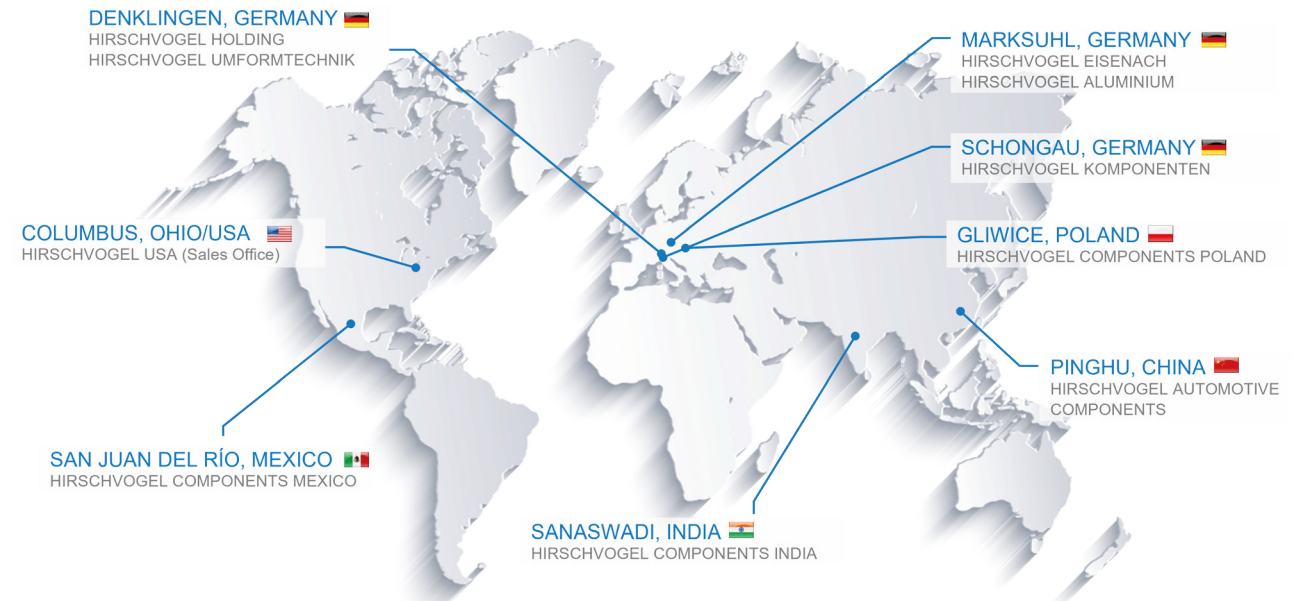 DENKLINGEN, GERMANY
HIRSCHVOGEL HOLDING
HIRSCHVOGEL UMFORMTECHNIK
MARKSUHL, GERMANY
HIRSCHVOGEL EISENACH
HIRSCHVOGEL ALUMINIUM
SCHONGAU, GERMANY
HIRSCHVOGEL KOMPONENTEN
COLUMBUS, OHIO/USA
HIRSCHVOGEL USA (Sales Office)
GLIWICE, POLAND
HIRSCHVOGEL COMPONENTS POLAND
PINGHU, CHINA
HIRSCHVOGEL AUTOMOTIVE
COMPONENTS
SAN JUAN DEL RÍO, MEXICO
HIRSCHVOGEL COMPONENTS MEXICO
SANASWADI, INDIA
HIRSCHVOGEL COMPONENTS INDIA